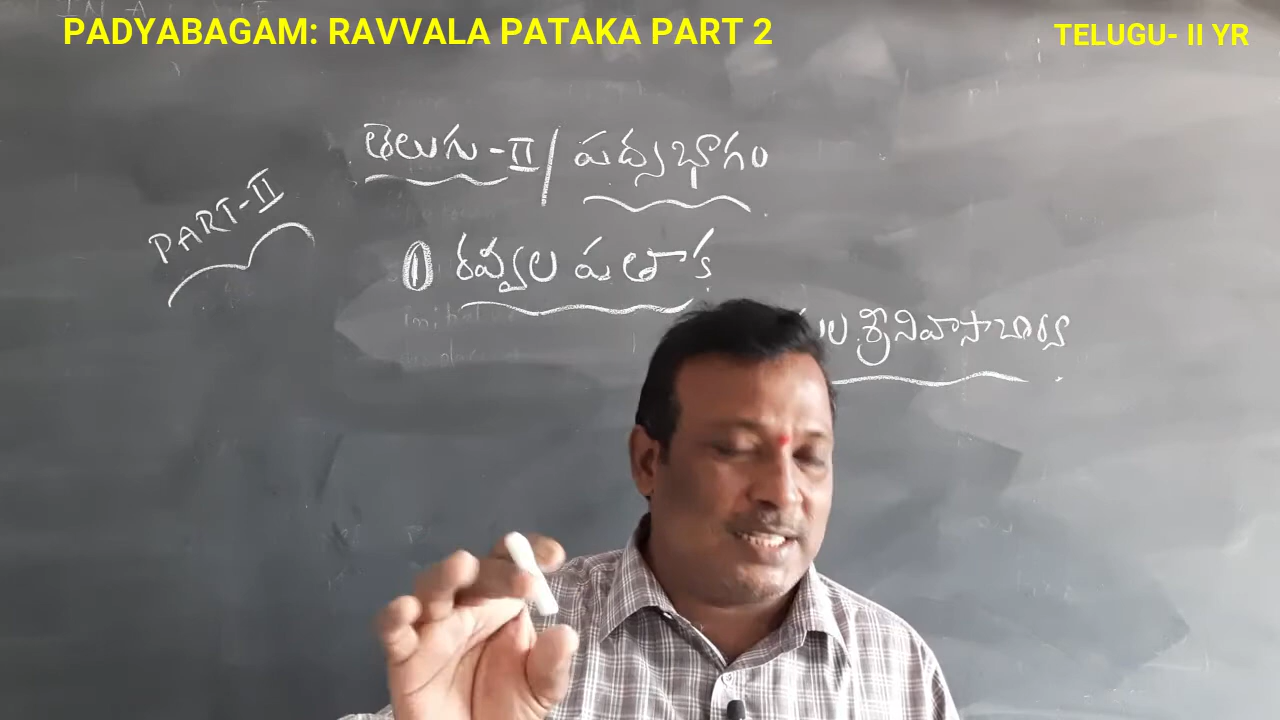 PADYABAGAM: RAVVALA PATAKA PART 2
TELUGU- II YR
తెలుగు - II / పద్యభాగం
PART-II
① రవ్వల పతాక
శ్రీనివాసాచార్య